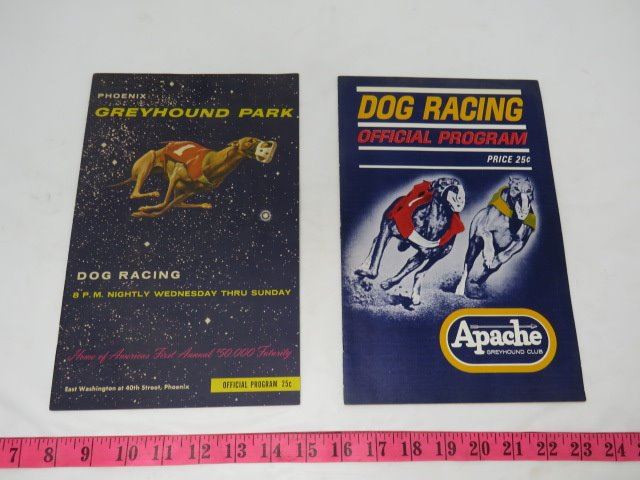 PHOENIX
GREYHOUND PARK
DOG RACING
8 P.M. NIGHTLY WEDNESDAY THRU SUNDAY
Home of America's First Annual $50,000 Futurity
East Washington at 40th Street, Phoenix
OFFICIAL PROGRAM 25c
DOG RACING
OFFICIAL PROGRAM
PRICE 25¢
Apache
GREYHOUND CLUB
7 8 9 10 11 12 13 14 15 16 17 18 19 20 21 22 23 24